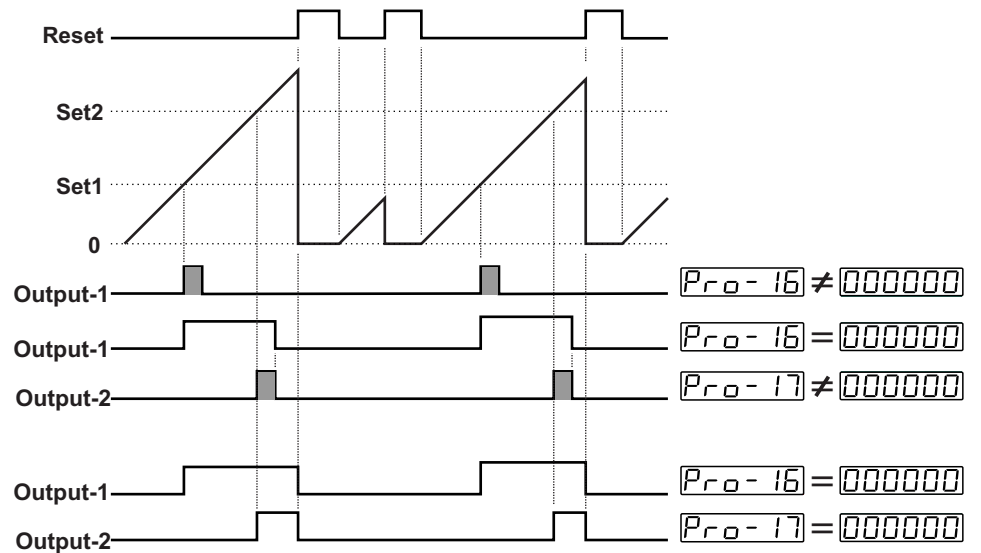 Reset
Set2
Set1
0
Output-1 Pro-16 ≠ 000000
Output-1 Pro-16 = 000000
Output-2 Pro-17 ≠ 000000
Output-1 Pro-16 = 000000
Output-2 Pro-17 = 000000